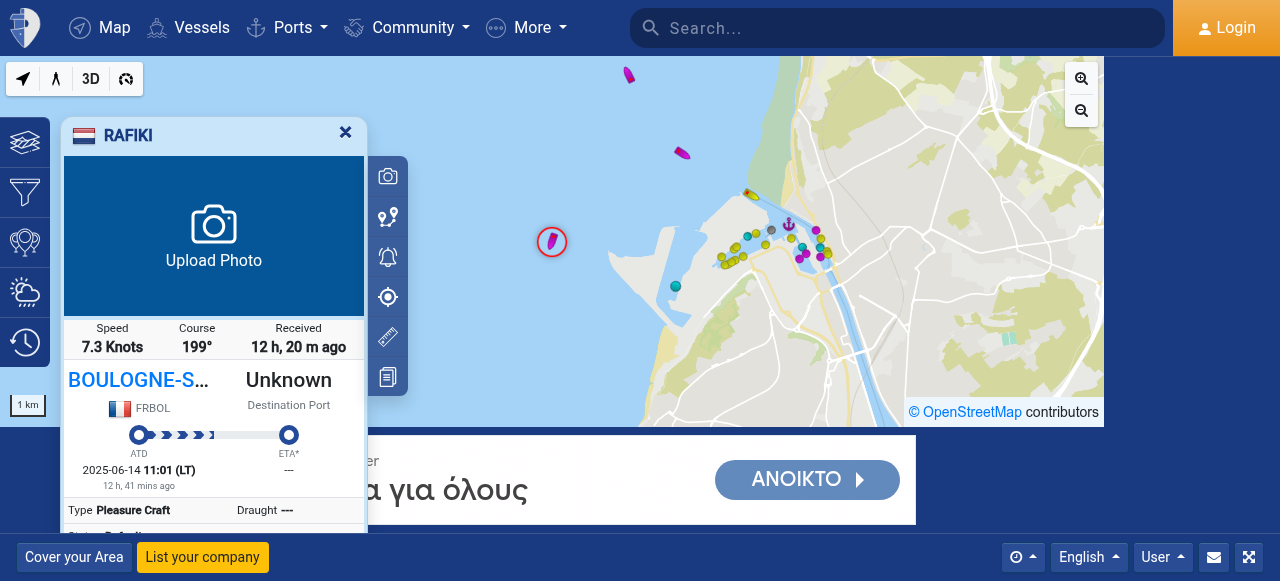 Map
Vessels
Ports
Community
More
Search...
Login
3D
RAFIKI
Upload Photo
Speed
Course
Received
7.3 Knots
199°
12 h, 20 m ago
BOULOGNE-S...
Unknown
FRBOL
Destination Port
ATD
ETA*
2025-06-14 11:01 (LT)
---
12 h, 41 mins ago
Type Pleasure Craft
Draught ---
1 km
© OpenStreetMap contributors
er
α για όλους
ΑΝΟΙΚΤΟ
Cover your Area
List your company
English
User